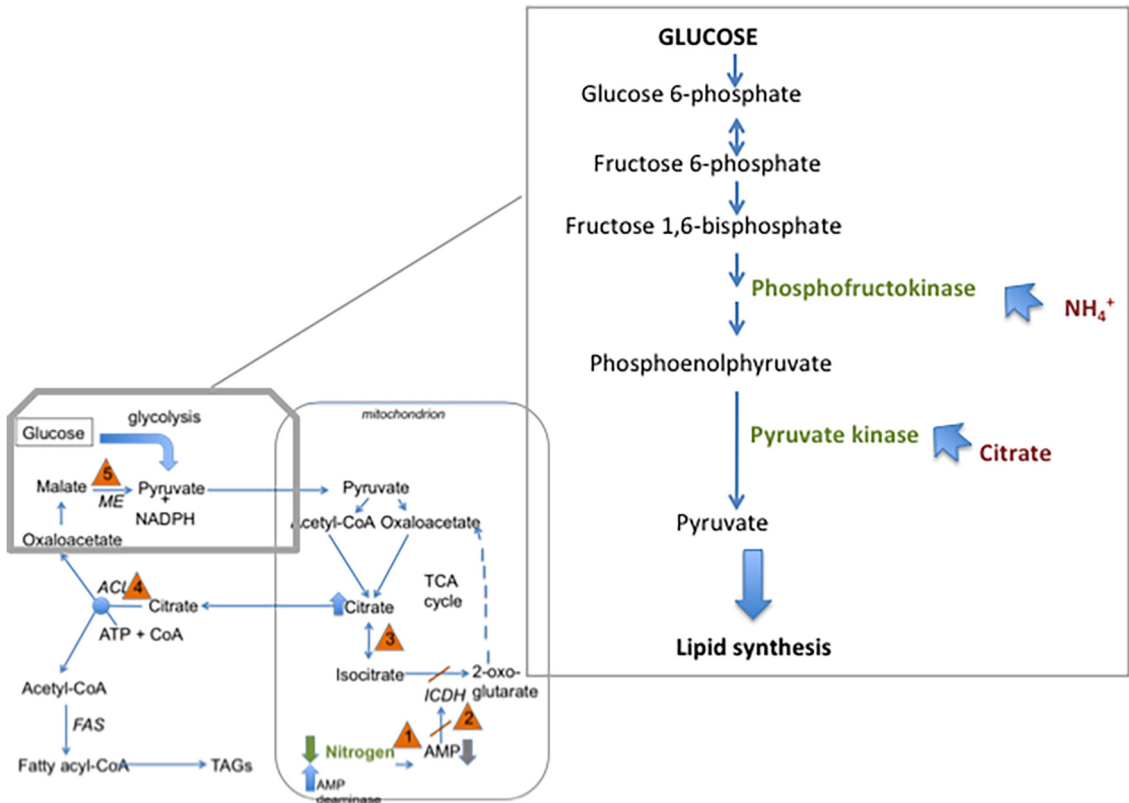 GLUCOSE
Glucose 6-phosphate
Fructose 6-phosphate
Fructose 1,6-bisphosphate
Phosphofructokinase
NH₄⁺
Phosphoenolphyruvate
Pyruvate kinase
Citrate
Pyruvate
Lipid synthesis
glycolysis
Glucose
5
Malate
ME
Pyruvate
+
NADPH
Oxaloacetate
mitochondrion
Pyruvate
Acetyl-CoA Oxaloacetate
TCA
cycle
ACL
4
Citrate
Citrate
ATP + CoA
3
Isocitrate
2-oxo-
glutarate
ICDH
Acetyl-CoA
FAS
Fatty acyl-CoA
TAGs
1
2
Nitrogen
AMP
AMP
deaminase